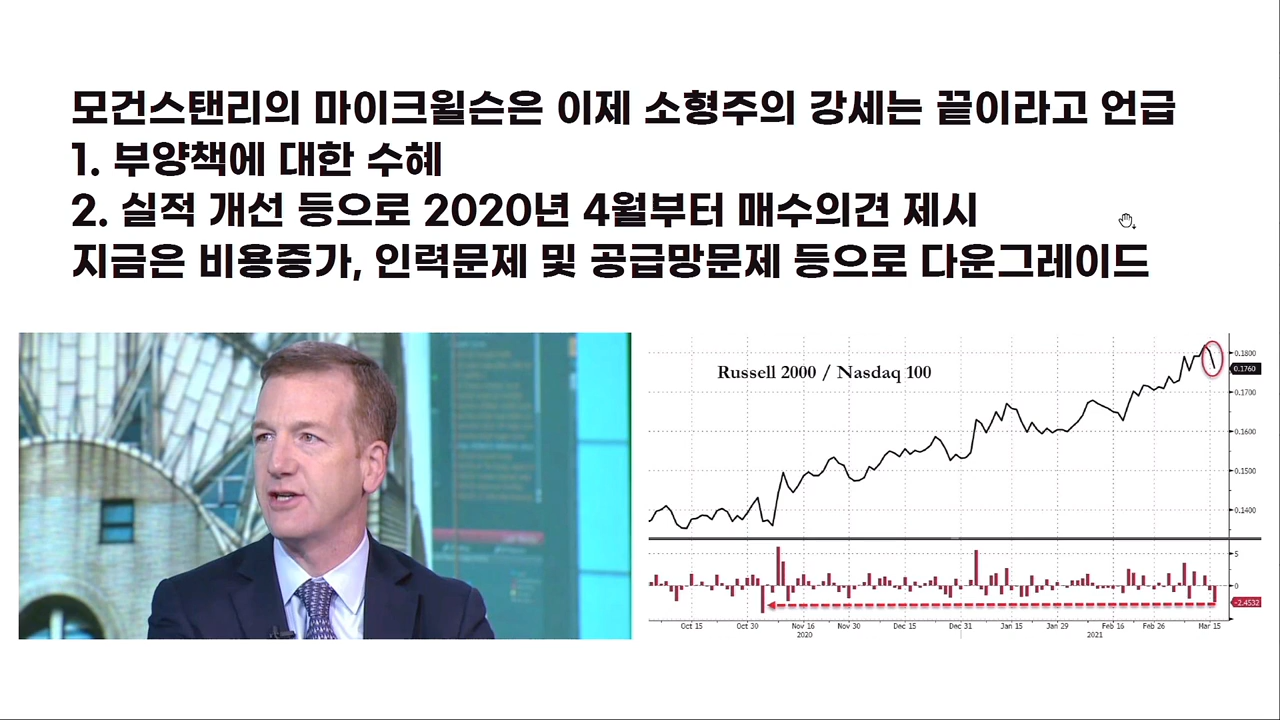 모건스탠리의 마이크윌슨은 이제 소형주의 강세는 끝이라고 언급
1. 부양책에 대한 수혜
2. 실적 개선 등으로 2020년 4월부터 매수의견 제시
지금은 비용증가, 인력문제 및 공급망문제 등으로 다운그레이드
Russell 2000 / Nasdaq 100
0.1800
0.1760
0.1700
0.1600
0.1500
0.1400
5
0
-2.4532
Oct 15 Oct 30 Nov 16 Nov 30 Dec 15 Dec 31 Jan 15 Jan 29 Feb 16 Feb 26 Mar 15
2020 2021